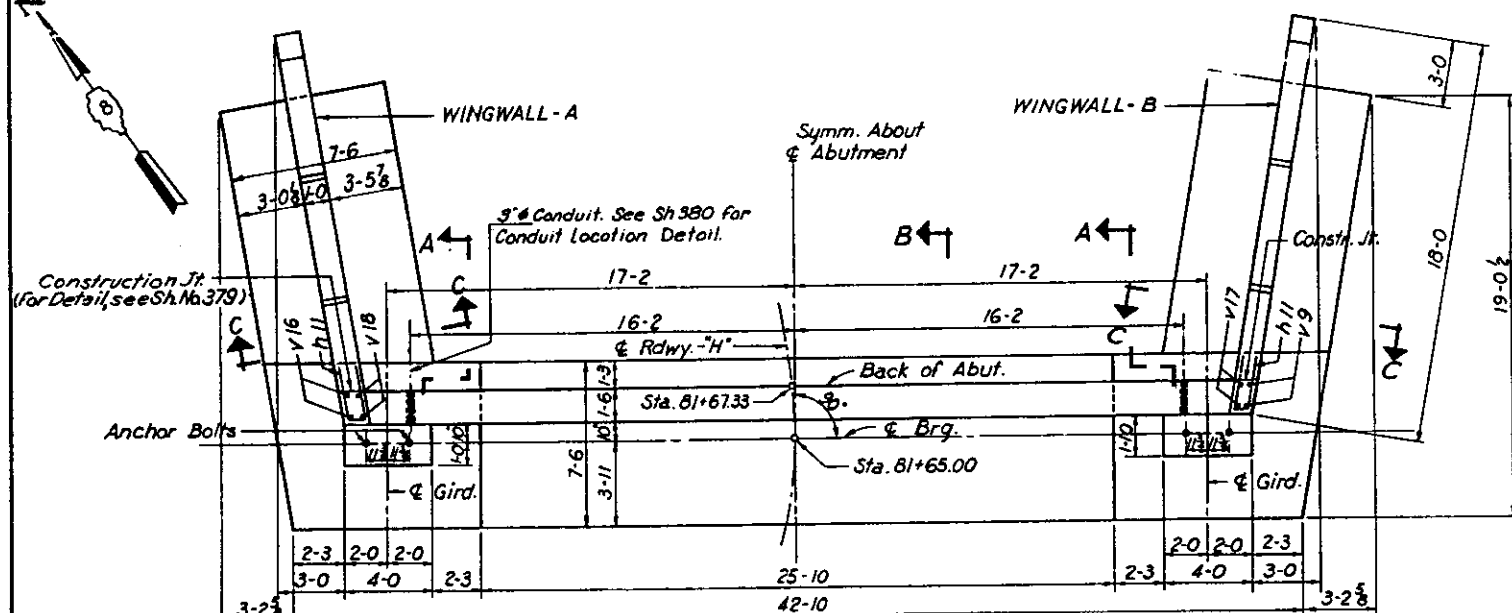 8
WINGWALL-A
WINGWALL-B
3-0
Symm. About
℄ Abutment
7-6
3-0⅛
1-0
3-5⅞
3"φ Conduit. See Sh 380 for
Conduit Location Detail.
A
B
A
Constr. Jt.
18-0
19-0½
Construction Jt.
(For Detail, see Sh. No 379)
C
17-2
17-2
C
C
C
16-2
16-2
v16
h11
v18
v17
h11
v9
℄ Rdwy.-"H"
Back of Abut.
Sta. 81+67.33
1-3
1-6
10"
℄ Brg.
Anchor Bolts
1-10
1-10
7-6
3-11
Sta. 81+65.00
℄ Gird.
℄ Gird.
2-3
2-0
2-0
2-0
2-0
2-3
3-0
4-0
2-3
25-10
2-3
4-0
3-0
3-2⅝
42-10
3-2⅝